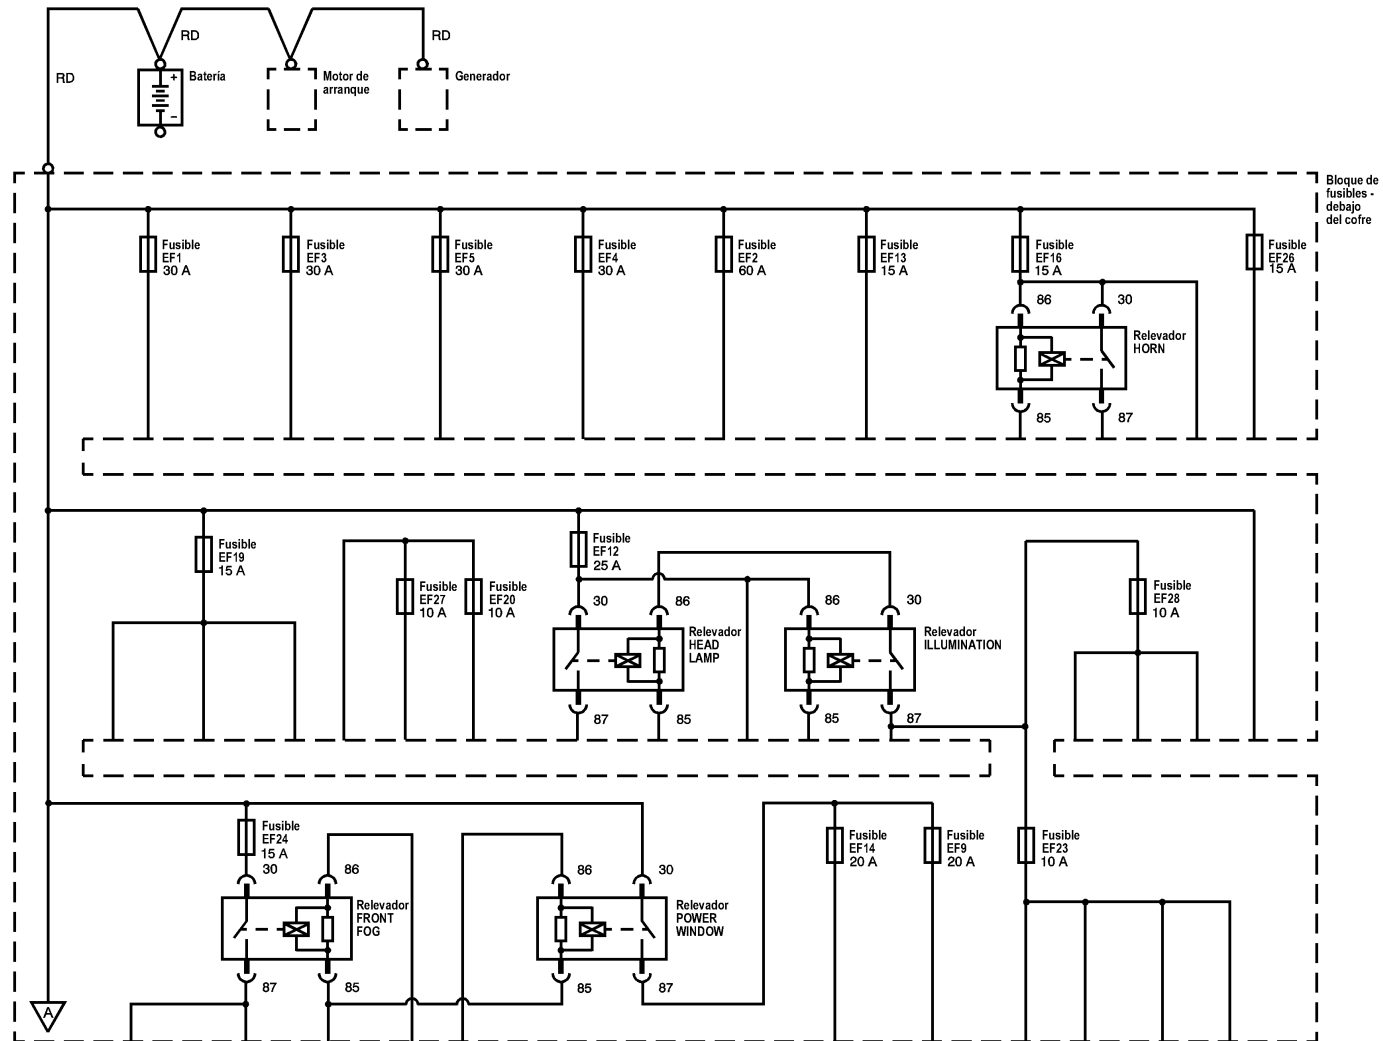 RD
RD
RD
+
−
Batería
Motor de
arranque
Generador
Bloque de
fusibles -
debajo
del cofre
Fusible
EF1
30 A
Fusible
EF3
30 A
Fusible
EF5
30 A
Fusible
EF4
30 A
Fusible
EF2
60 A
Fusible
EF13
15 A
Fusible
EF16
15 A
Fusible
EF26
15 A
86
30
Relevador
HORN
85
87
Fusible
EF19
15 A
Fusible
EF27
10 A
Fusible
EF20
10 A
Fusible
EF12
25 A
30
86
Relevador
HEAD
LAMP
87
85
86
30
Relevador
ILLUMINATION
85
87
Fusible
EF28
10 A
Fusible
EF24
15 A
30
86
Relevador
FRONT
FOG
87
85
86
30
Relevador
POWER
WINDOW
85
87
Fusible
EF14
20 A
Fusible
EF9
20 A
Fusible
EF23
10 A
A